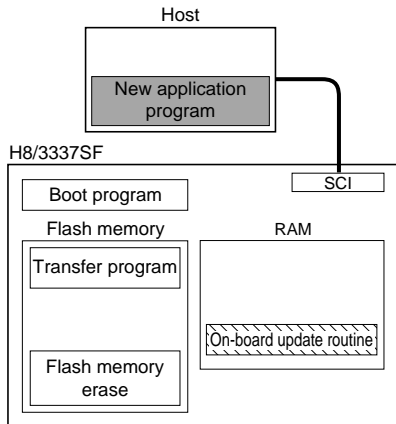 Host
New application
program
H8/3337SF
SCI
Boot program
Flash memory
RAM
Transfer program
On-board update routine
Flash memory
erase